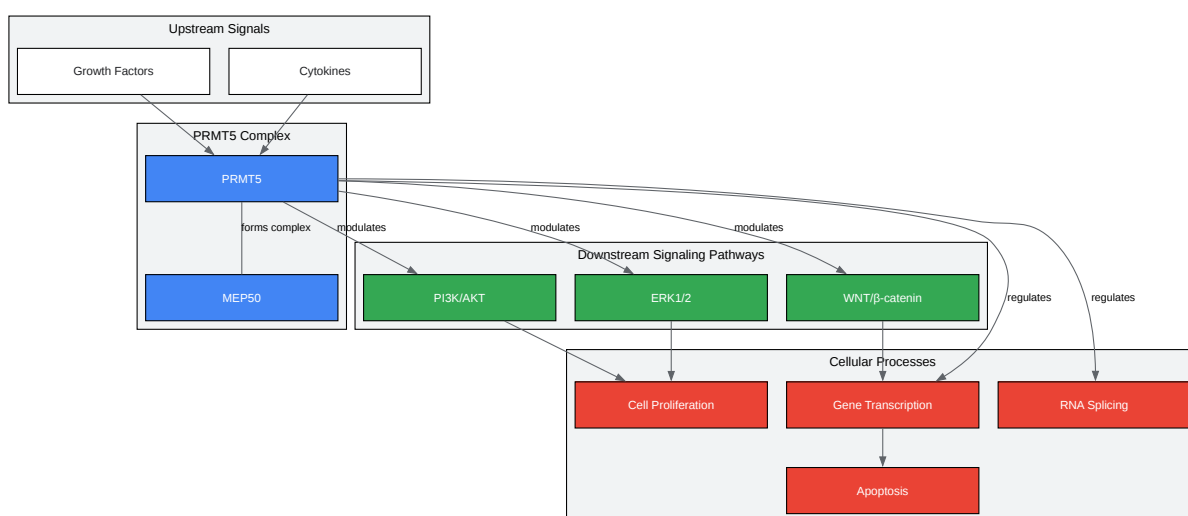 Upstream Signals
Growth Factors
Cytokines
PRMT5 Complex
PRMT5
forms complex
modulates
modulates
modulates
Downstream Signaling Pathways
MEP50
PI3K/AKT
ERK1/2
WNT/β-catenin
regulates
regulates
Cellular Processes
Cell Proliferation
Gene Transcription
RNA Splicing
Apoptosis